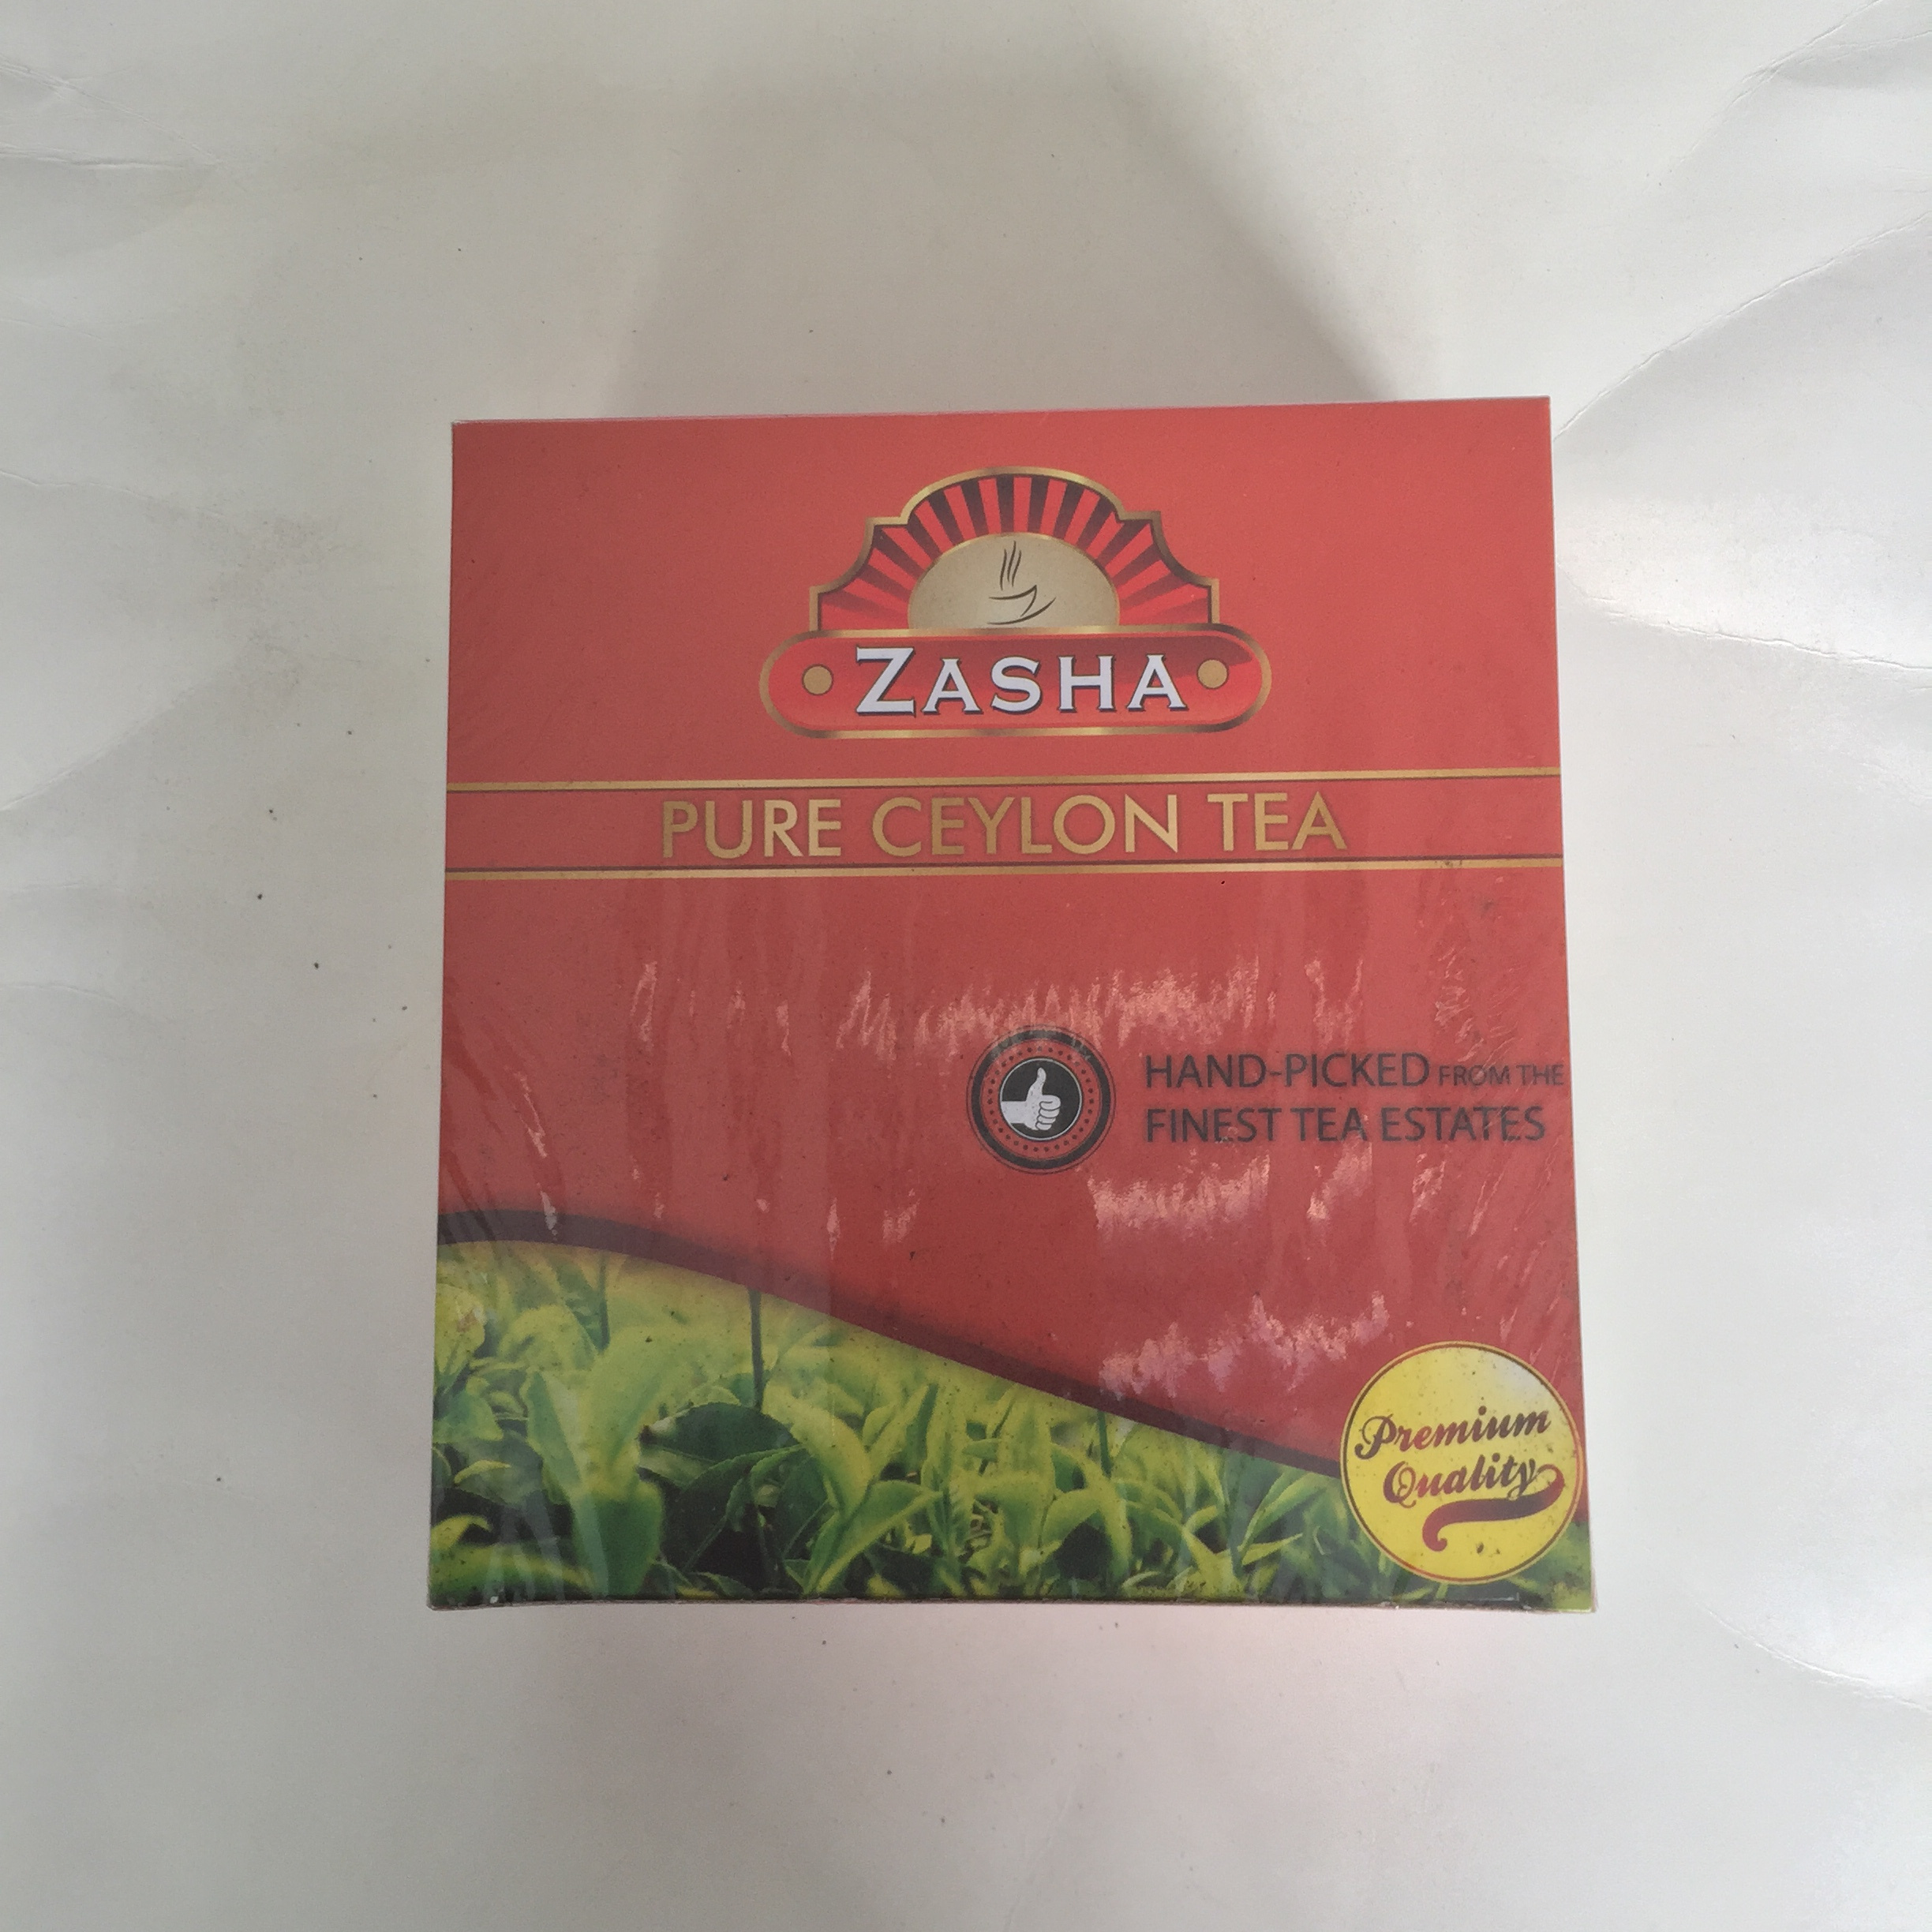 ZASHA
PURE CEYLON TEA
HAND-PICKED FROM THE
FINEST TEA ESTATES
Premium
Quality